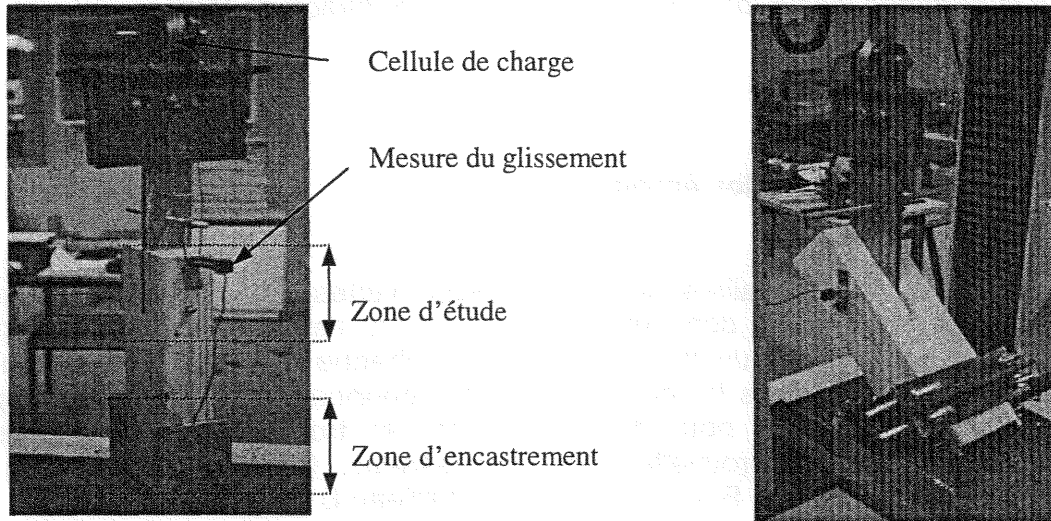 Cellule de charge
Mesure du glissement
Zone d'étude
Zone d'encastrement